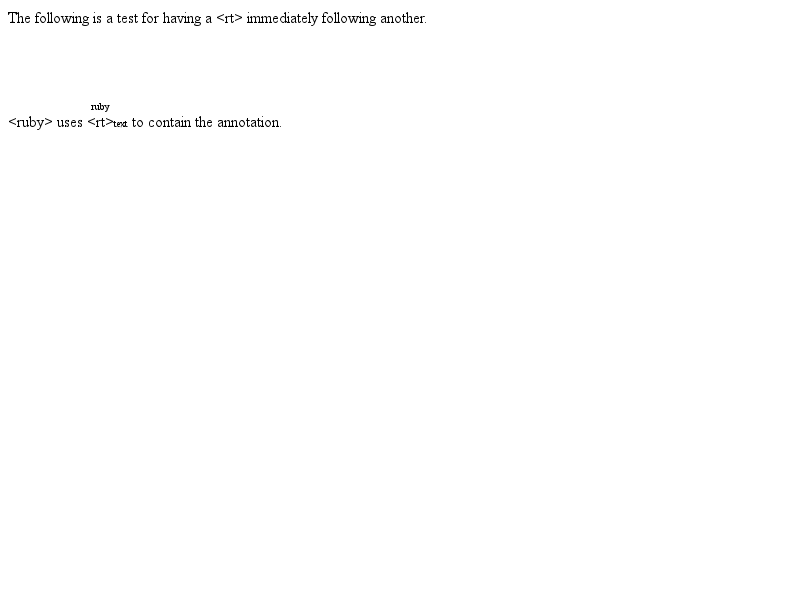 The following is a test for having a <rt> immediately following another.
ruby
<ruby> uses <rt>text to contain the annotation.